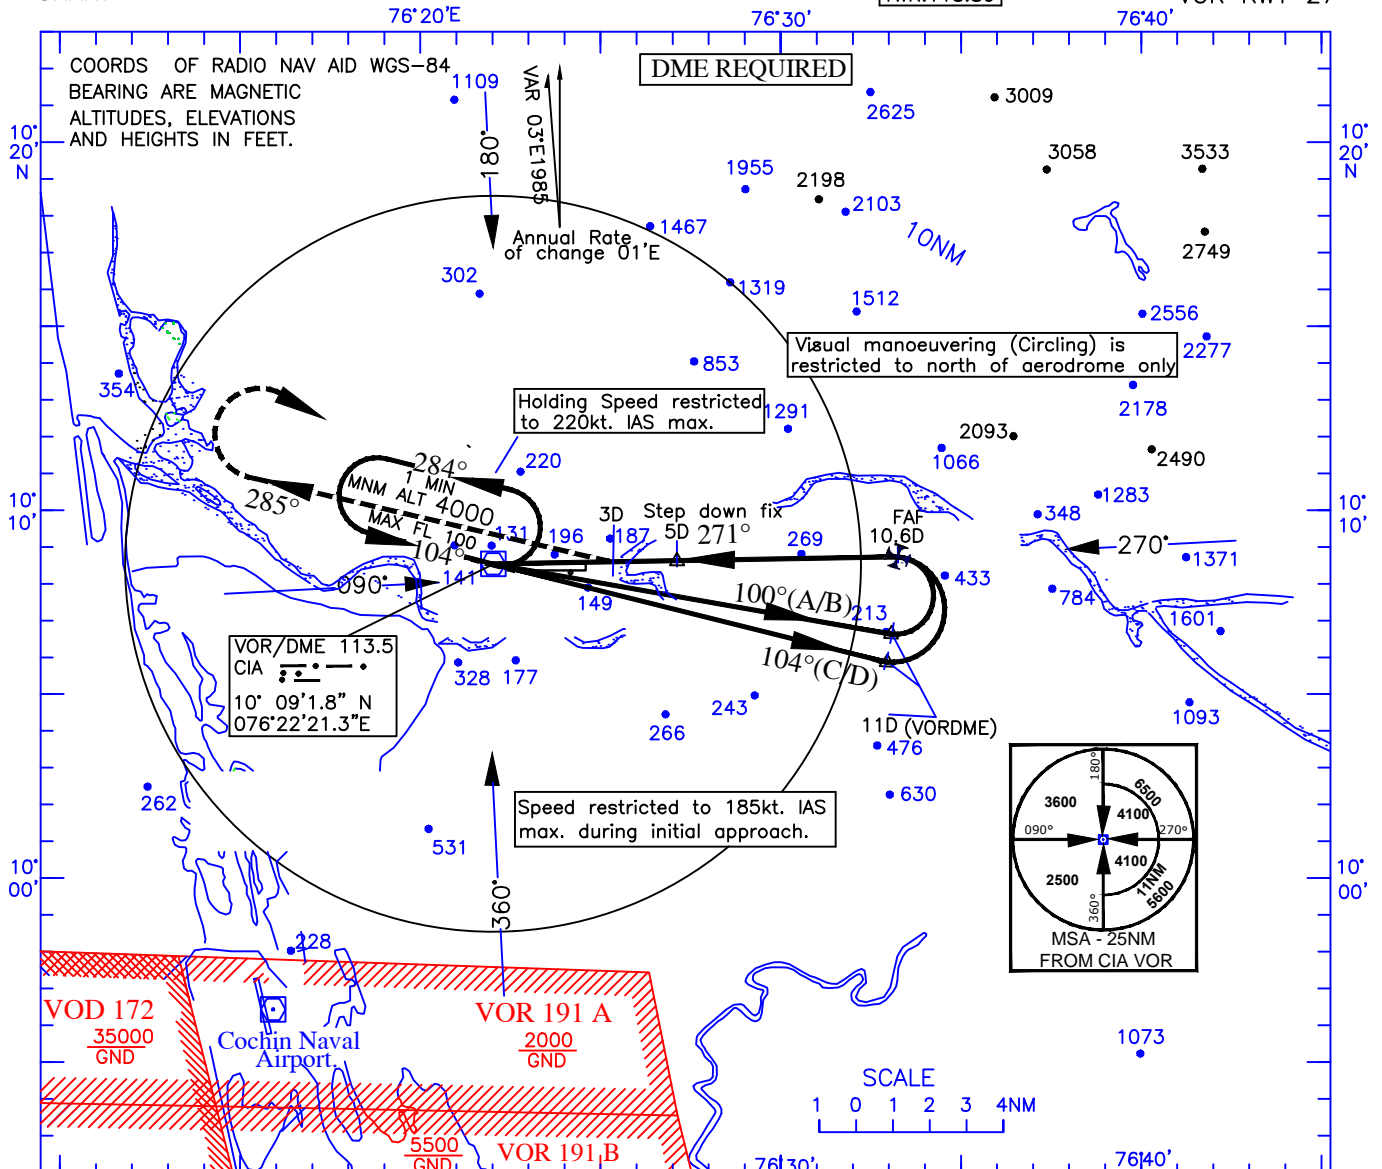 76°20'E
76°30'
76°40'
COORDS OF RADIO NAV AID WGS-84
BEARING ARE MAGNETIC
ALTITUDES, ELEVATIONS
AND HEIGHTS IN FEET.
DME REQUIRED
VAR 03°E1985
Annual Rate
of change 01'E
180°
1109
2625
3009
10°
20'
N
10°
20'
N
1955
2198
2103
3058
3533
1467
10NM
2749
302
1319
1512
2556
2277
Visual manoeuvering (Circling) is
restricted to north of aerodrome only
354
853
2178
Holding Speed restricted
to 220kt. IAS max.
1291
2093
1066
2490
284°
1 MIN
MNM ALT 4000
MAX FL 100
104°
285°
220
1283
348
10°
10'
10°
10'
131
196
3D
187
Step down fix
5D
271°
269
FAF
10.6D
270°
1371
141
090°
149
433
784
1601
100°(A/B)
213
104°(C/D)
VOR/DME 113.5
CIA
10° 09'1.8" N
076°22'21.3"E
328
177
243
266
11D (VORDME)
476
1093
262
630
531
Speed restricted to 185kt. IAS
max. during initial approach.
360°
180°
3600
6500
4100
090°
270°
2500
4100
11NM
5600
360°
MSA - 25NM
FROM CIA VOR
10°
00'
10°
00'
228
VOD 172
35000
GND
Cochin Naval
Airport.
VOR 191 A
2000
GND
1073
SCALE
1 0 1 2 3 4NM
5500
GND
VOR 191 B
76°30'
76°40'